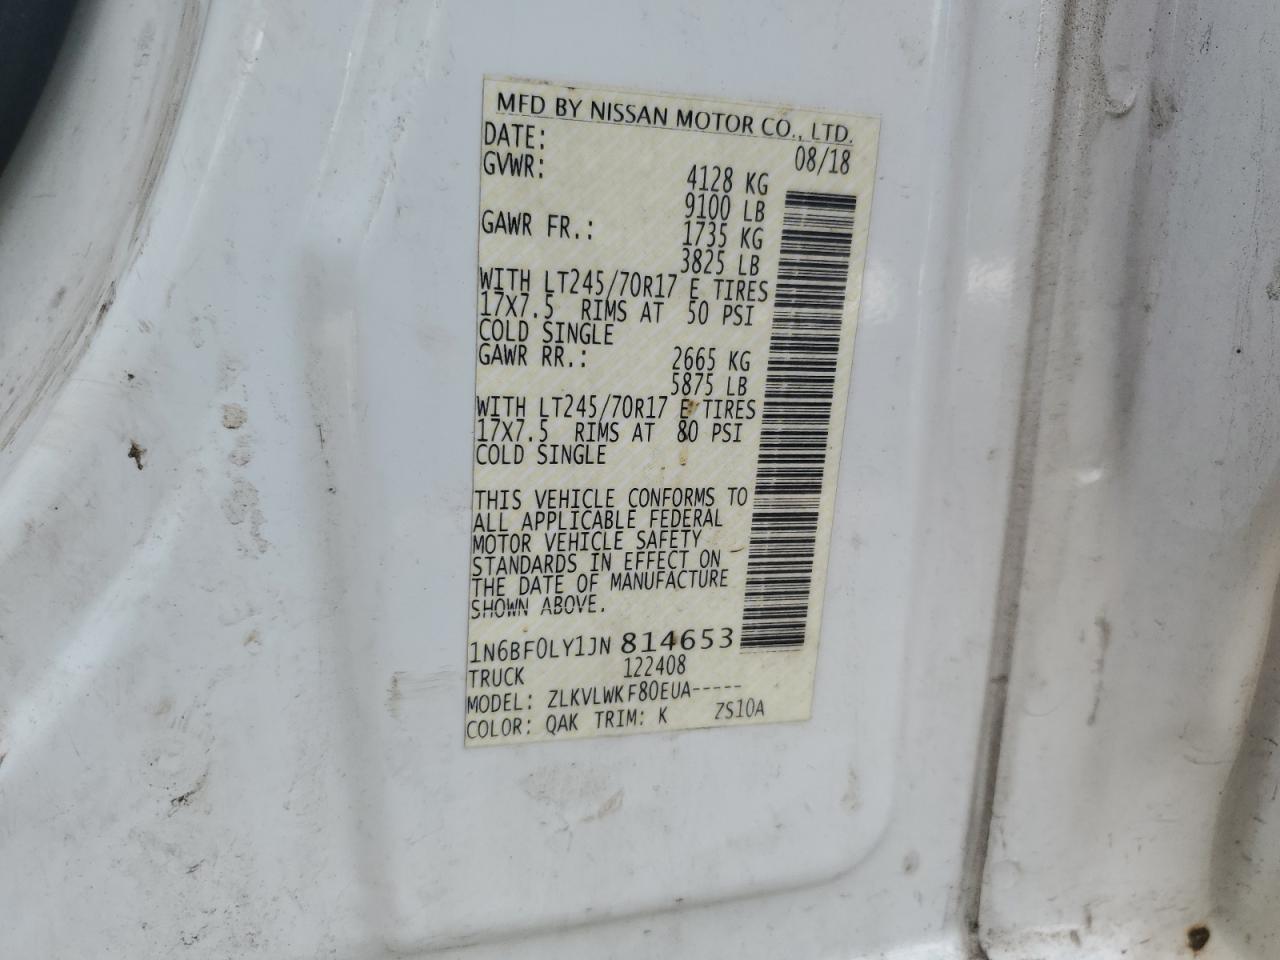 MFD BY NISSAN MOTOR CO., LTD.
DATE: 08/18
GVWR: 4128 KG
9100 LB
GAWR FR.: 1735 KG
3825 LB
WITH LT245/70R17 E TIRES
17X7.5 RIMS AT 50 PSI
COLD SINGLE
GAWR RR.: 2665 KG
5875 LB
WITH LT245/70R17 E TIRES
17X7.5 RIMS AT 80 PSI
COLD SINGLE
THIS VEHICLE CONFORMS TO
ALL APPLICABLE FEDERAL
MOTOR VEHICLE SAFETY
STANDARDS IN EFFECT ON
THE DATE OF MANUFACTURE
SHOWN ABOVE.
1N6BF0LY1JN 814653
TRUCK 122408
MODEL: ZLKVLWKF80EUA-----
COLOR: QAK TRIM: K ZS10A